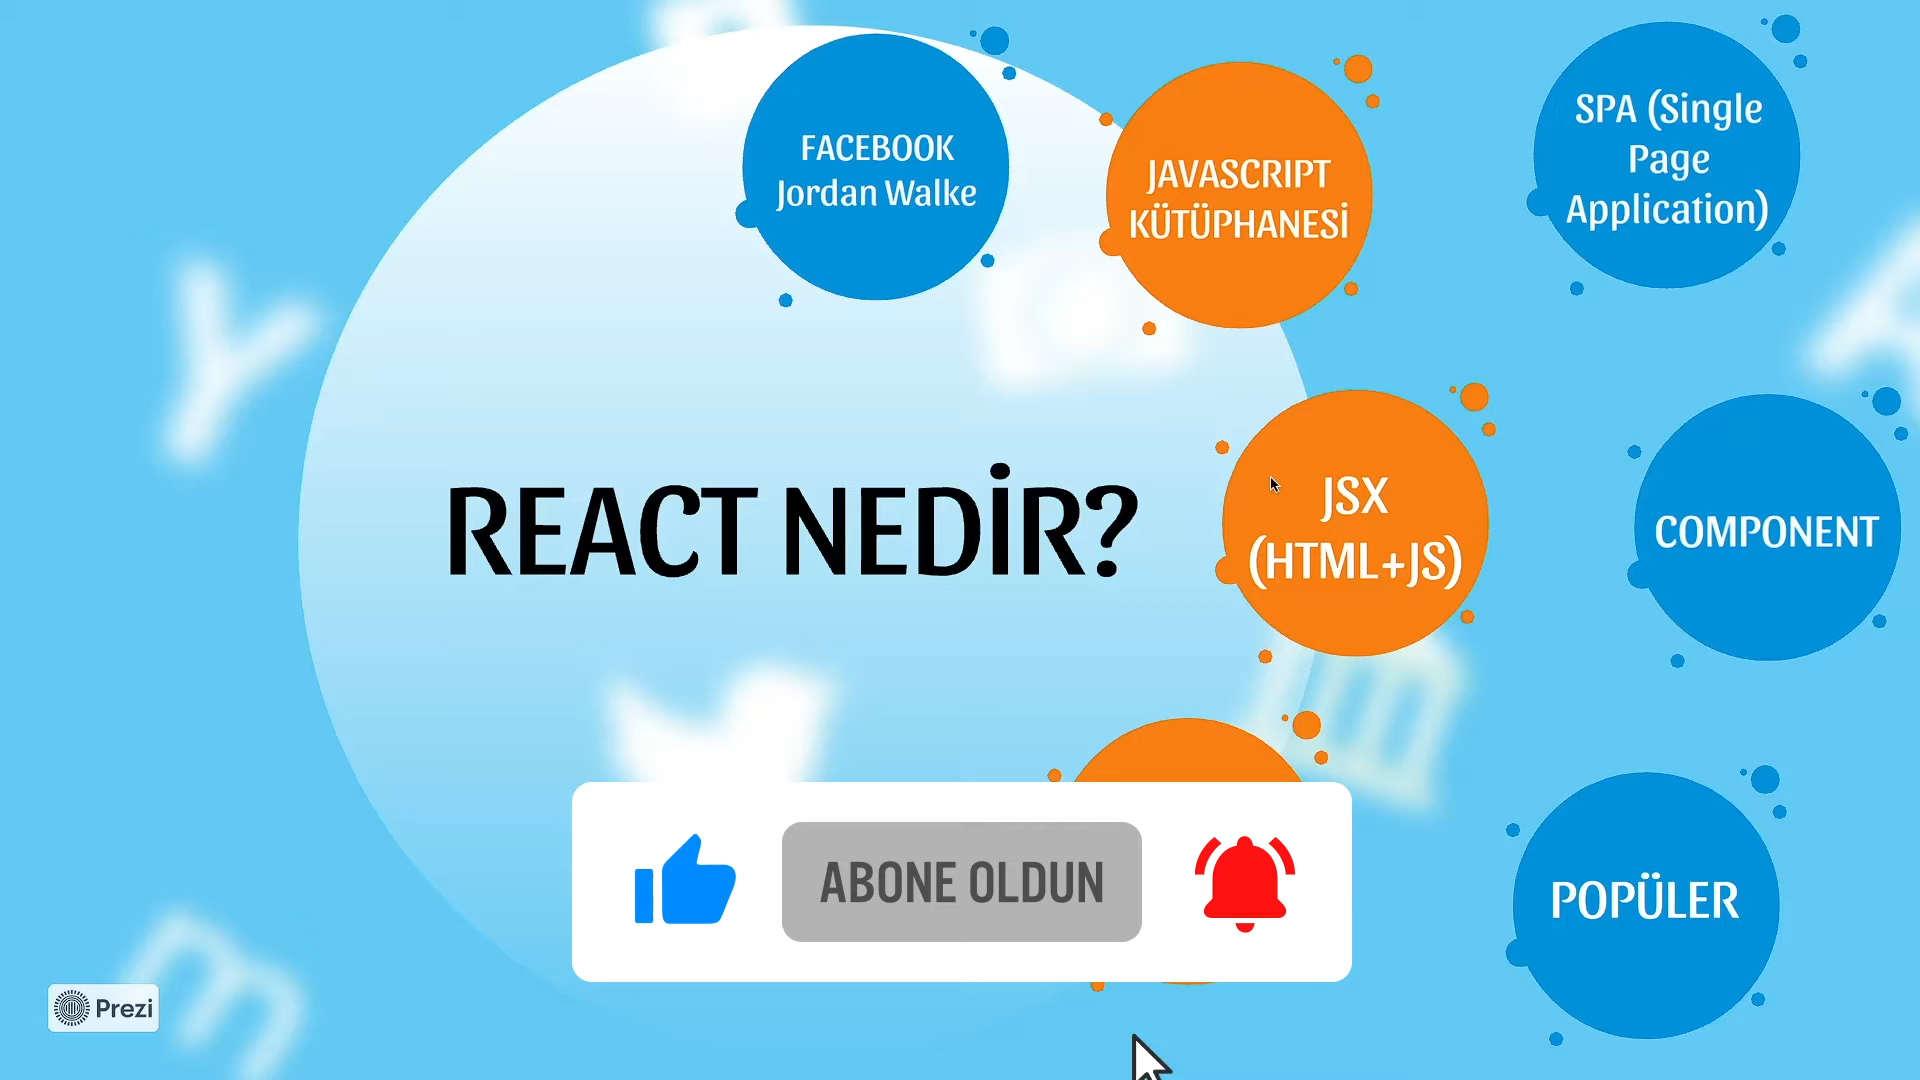 FACEBOOK
Jordan Walke
JAVASCRIPT
KÜTÜPHANESİ
SPA (Single
Page
Application)
REACT NEDİR?
JSX
(HTML+JS)
COMPONENT
POPÜLER
ABONE OLDUN
Prezi